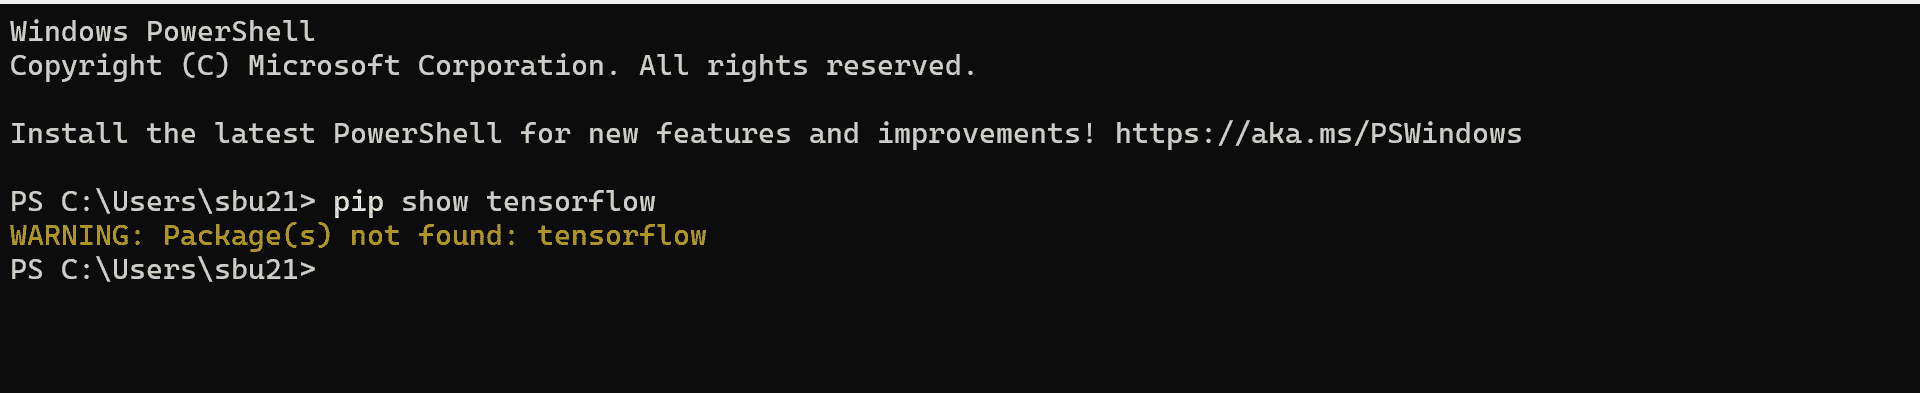 Windows PowerShell
Copyright (C) Microsoft Corporation. All rights reserved.
Install the latest PowerShell for new features and improvements! https://aka.ms/PSWindows
PS C:\Users\sbu21> pip show tensorflow
WARNING: Package(s) not found: tensorflow
PS C:\Users\sbu21>